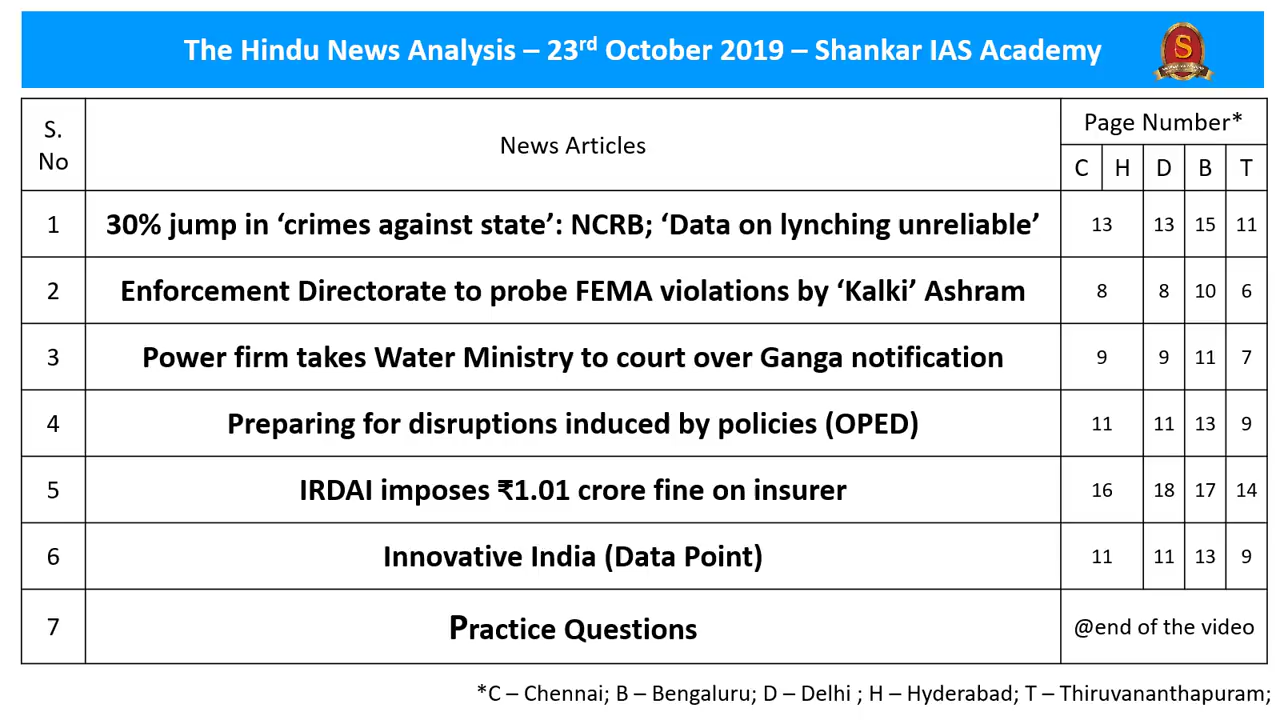 The Hindu News Analysis – 23rd October 2019 – Shankar IAS Academy
S
S. No
News Articles
Page Number*
C H D B T
1 30% jump in ‘crimes against state’: NCRB; ‘Data on lynching unreliable’ 13 13 15 11
2 Enforcement Directorate to probe FEMA violations by ‘Kalki’ Ashram 8 8 10 6
3 Power firm takes Water Ministry to court over Ganga notification 9 9 11 7
4 Preparing for disruptions induced by policies (OPED) 11 11 13 9
5 IRDAI imposes ₹1.01 crore fine on insurer 16 18 17 14
6 Innovative India (Data Point) 11 11 13 9
7 Practice Questions @end of the video
*C – Chennai; B – Bengaluru; D – Delhi ; H – Hyderabad; T – Thiruvananthapuram;